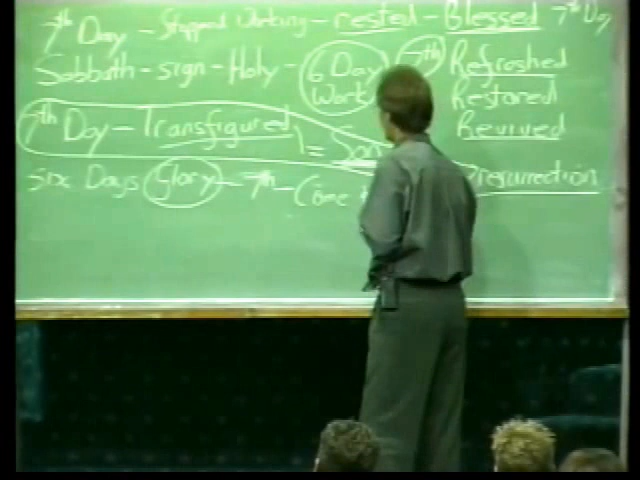 7th Day - Stopped Working - rested - Blessed 7th Day
Sabbath - sign - Holy - 6 Day Work 7th Refreshed
Restored
7th Day - Transfigured = Son Revived
Six Days Glory - 7th - Come resurrection